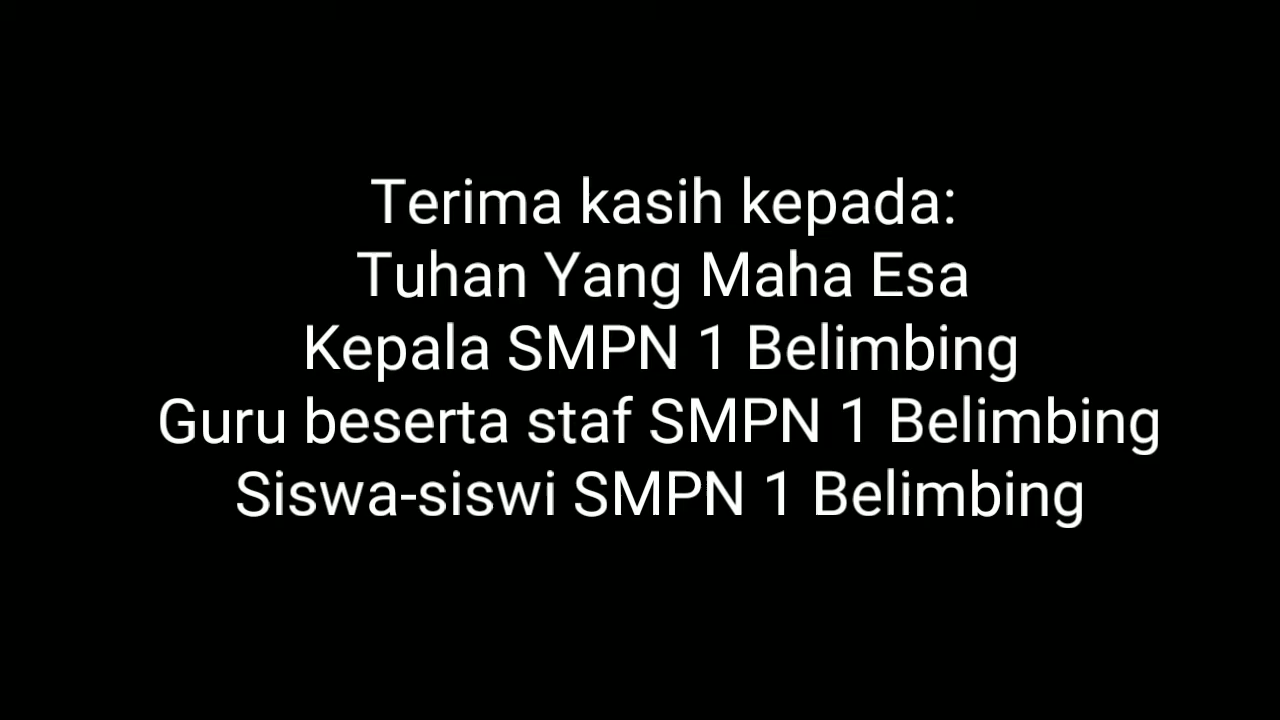 Terima kasih kepada:
Tuhan Yang Maha Esa
Kepala SMPN 1 Belimbing
Guru beserta staf SMPN 1 Belimbing
Siswa-siswi SMPN 1 Belimbing